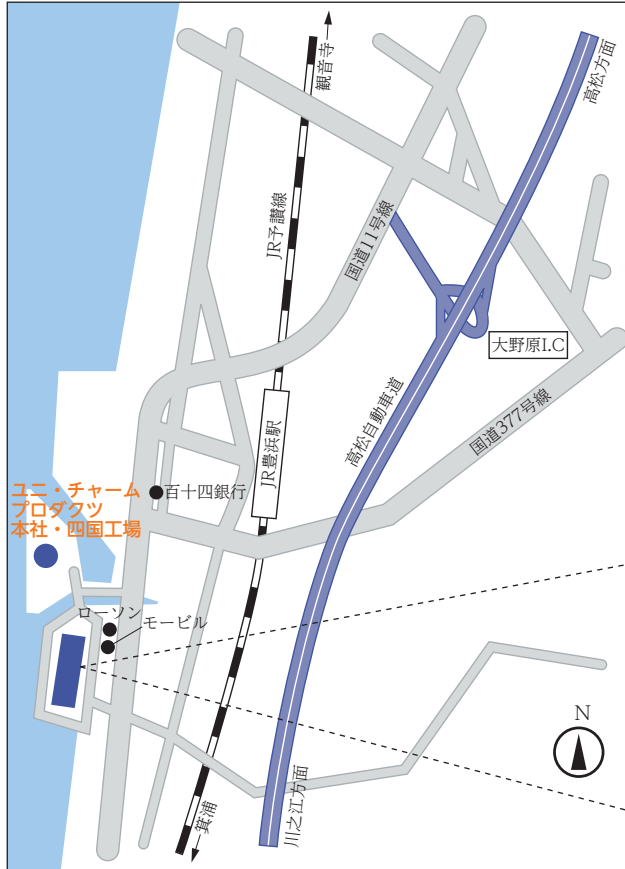 観音寺
高松方面
JR予讃線
国道11号線
大野原I.C
高松自動車道
国道377号線
JR豊浜駅
百十四銀行
ユニ・チャーム
プロダクツ
本社・四国工場
ローソン
モービル
N
川之江方面
箕浦